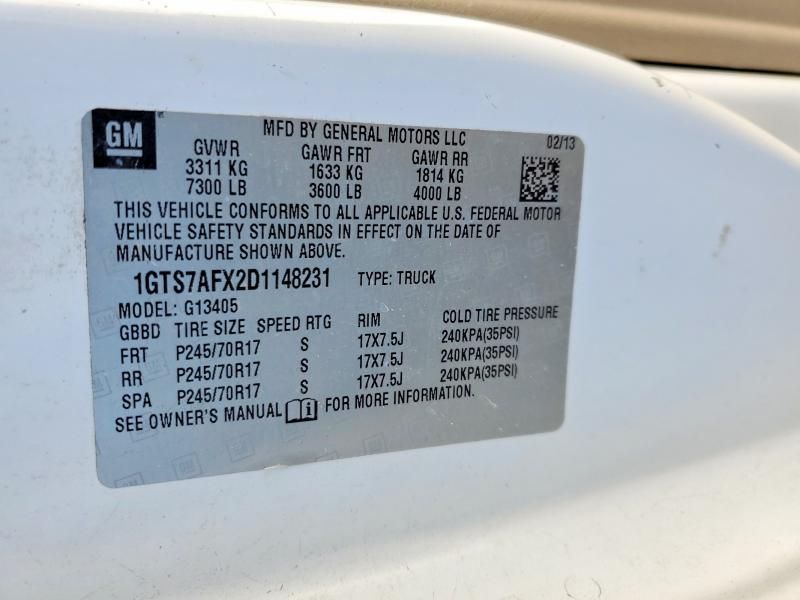 GM
MFD BY GENERAL MOTORS LLC 02/13
GVWR GAWR FRT GAWR RR
3311 KG 1633 KG 1814 KG
7300 LB 3600 LB 4000 LB
THIS VEHICLE CONFORMS TO ALL APPLICABLE U.S. FEDERAL MOTOR
VEHICLE SAFETY STANDARDS IN EFFECT ON THE DATE OF
MANUFACTURE SHOWN ABOVE.
1GTS7AFX2D1148231 TYPE: TRUCK
MODEL: G13405
GBBD TIRE SIZE SPEED RTG RIM COLD TIRE PRESSURE
FRT P245/70R17 S 17X7.5J 240KPA(35PSI)
RR P245/70R17 S 17X7.5J 240KPA(35PSI)
SPA P245/70R17 S 17X7.5J 240KPA(35PSI)
SEE OWNER'S MANUAL FOR MORE INFORMATION.